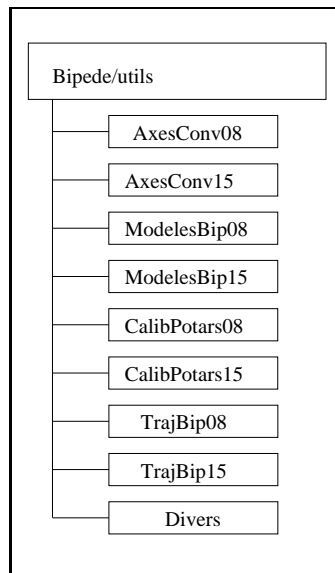 Bipede/utils
AxesConv08
AxesConv15
ModelesBip08
ModelesBip15
CalibPotars08
CalibPotars15
TrajBip08
TrajBip15
Divers